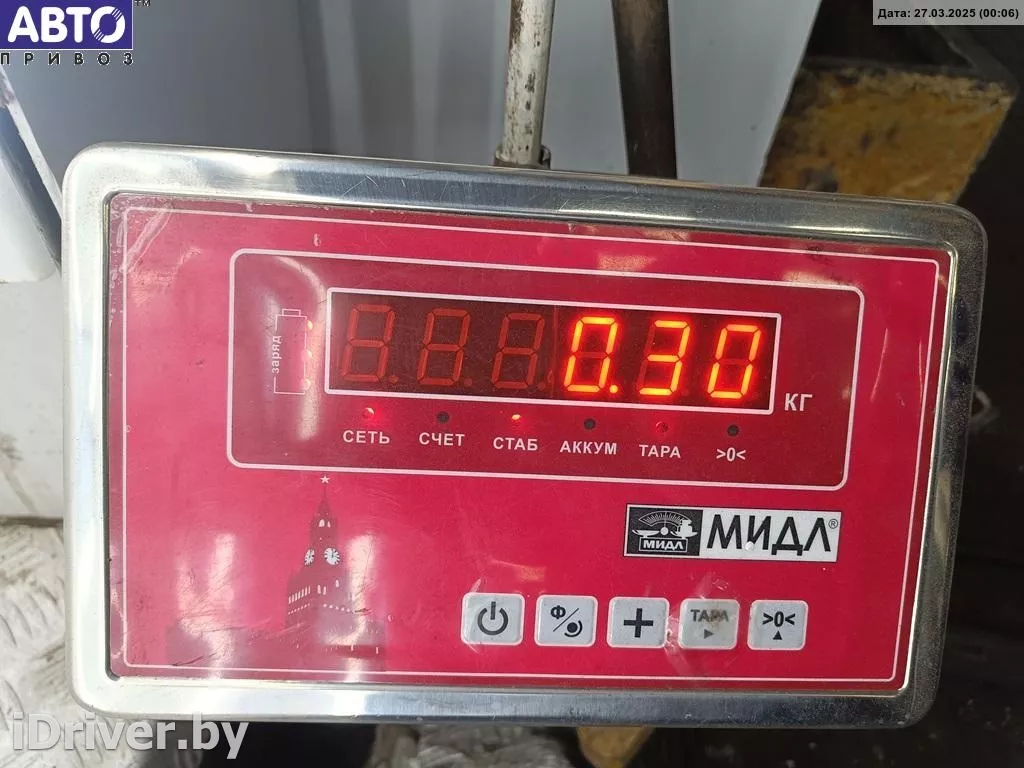 АВТО™
ПРИВОЗ
Дата: 27.03.2025 (00:06)
заряд
0.30
КГ
СЕТЬ СЧЕТ СТАБ АККУМ ТАРА >0<
МИДЛ МИДЛ®
Ф ТАРА >0<
iDriver.by